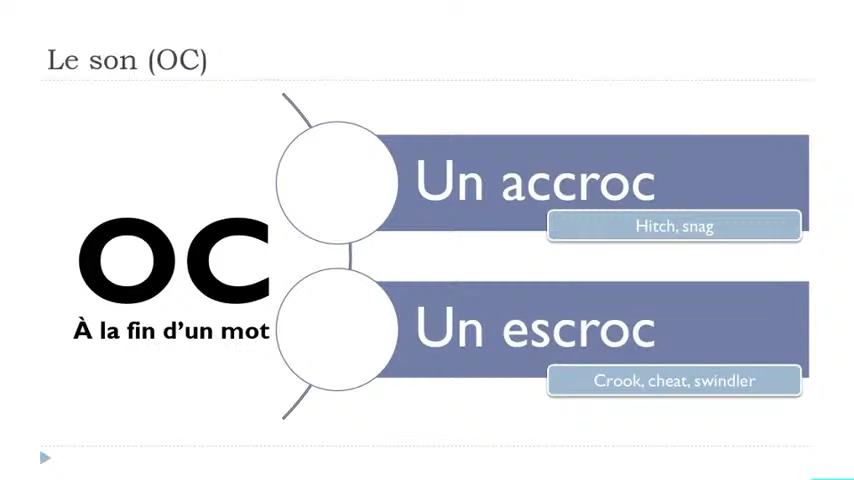 Le son (OC)
OC
À la fin d’un mot
Un accroc
Hitch, snag
Un escroc
Crook, cheat, swindler